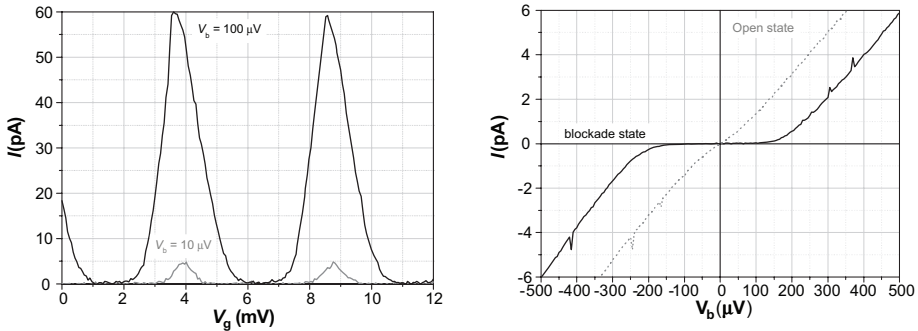 60
50
40
30
20
10
0
I(pA)
V_b = 100 µV
V_b = 10 µV
0 2 4 6 8 10 12
V_g (mV)
6
4
2
0
-2
-4
-6
I(pA)
Open state
blockade state
-500 -400 -300 -200 -100 0 100 200 300 400 500
V_b (µV)